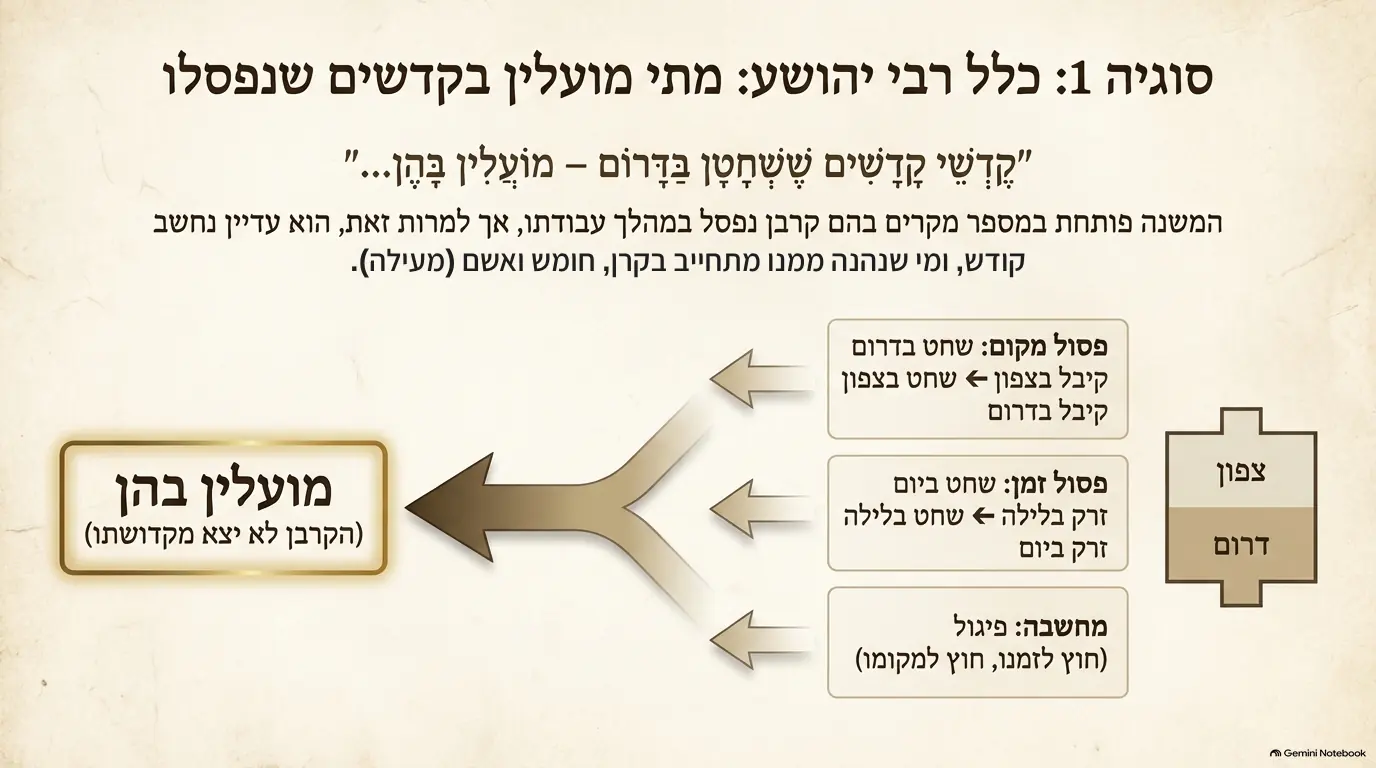 סוגיה 1: כלל רבי יהושע: מתי מועלין בקדשים שנפסלו
"קֶדְשֵׁי קָדָשִׁים שֶׁשְּׁחָטָן בַּדָּרוֹם – מוֹעֲלִין בָּהֶן..."
המשנה פותחת במספר מקרים בהם קרבן נפסל במהלך עבודתו, אך למרות זאת, הוא עדיין נחשב
קודש, ומי שנהנה ממנו מתחייב בקרן, חומש ואשם (מעילה).
פסול מקום: שחט בדרום
קיבל בצפון ← שחט בצפון
קיבל בדרום
פסול זמן: שחט ביום
זרק בלילה ← שחט בלילה
זרק ביום
מחשבה: פיגול
(חוץ לזמנו, חוץ למקומו)
צפון
דרום
מועלין בהן
(הקרבן לא יצא מקדושתו)
Gemini Notebook